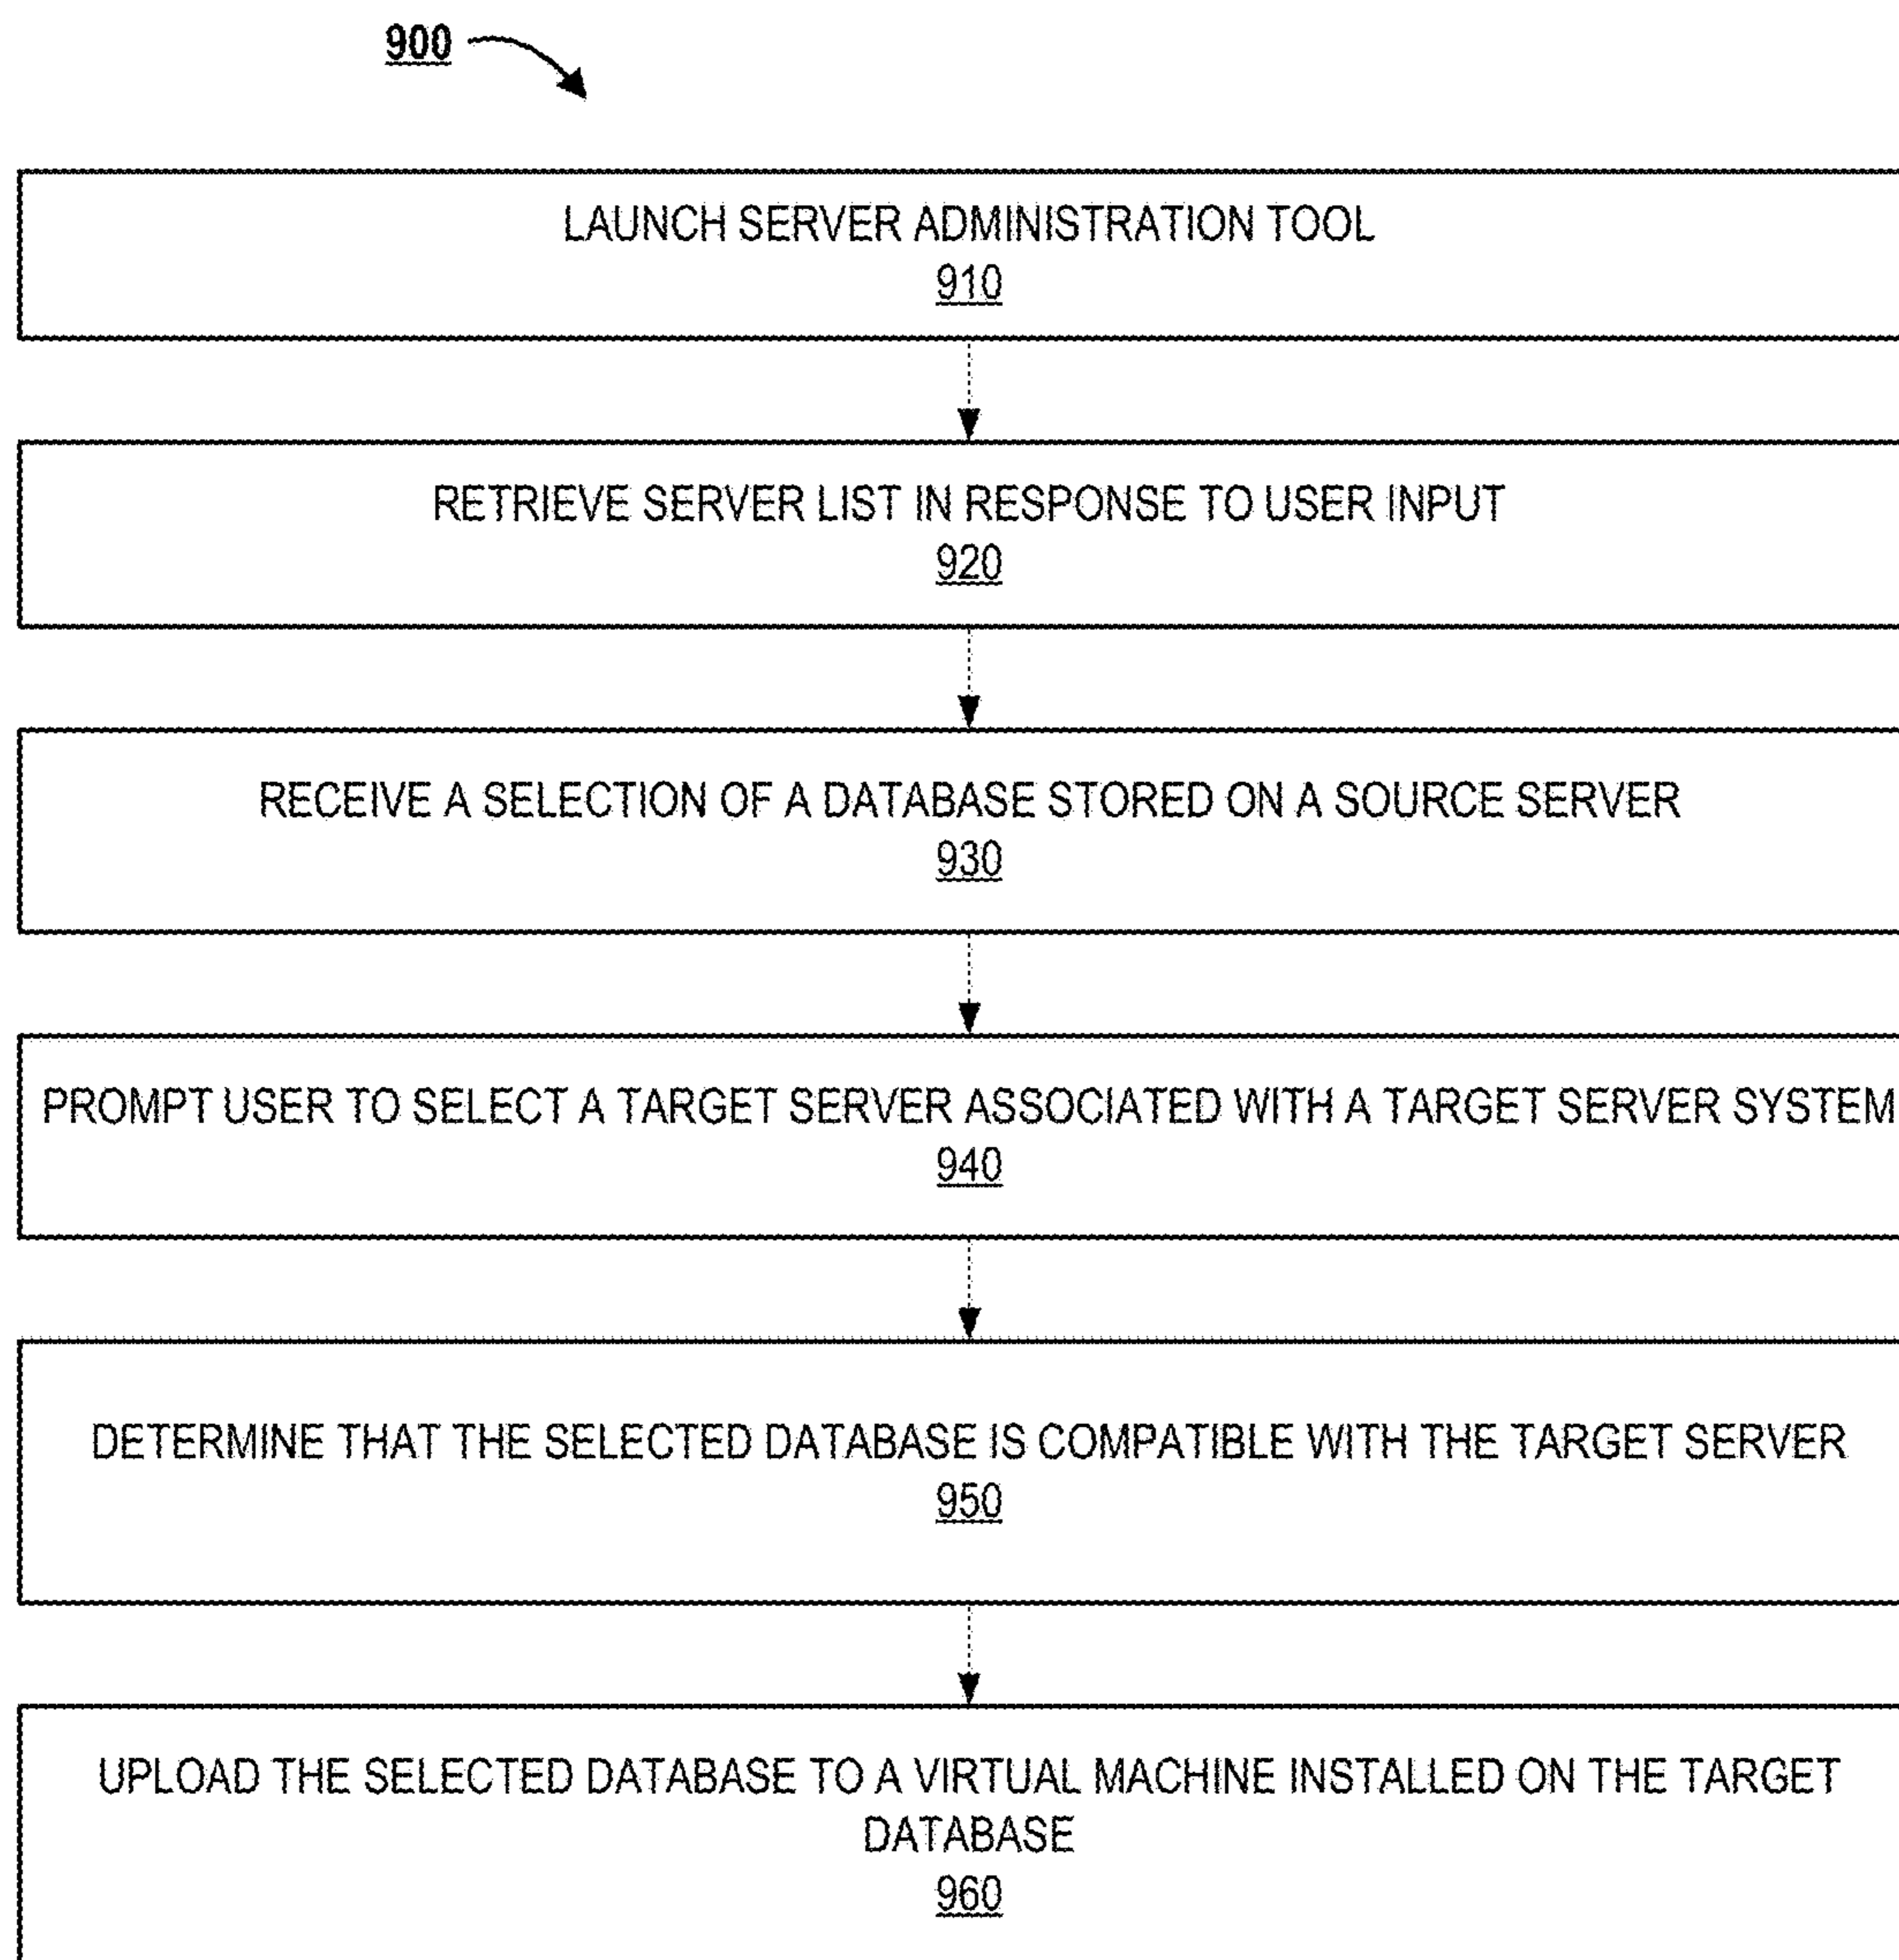 900
LAUNCH SERVER ADMINISTRATION TOOL
910
RETRIEVE SERVER LIST IN RESPONSE TO USER INPUT
920
RECEIVE A SELECTION OF A DATABASE STORED ON A SOURCE SERVER
930
PROMPT USER TO SELECT A TARGET SERVER ASSOCIATED WITH A TARGET SERVER SYSTEM
940
DETERMINE THAT THE SELECTED DATABASE IS COMPATIBLE WITH THE TARGET SERVER
950
UPLOAD THE SELECTED DATABASE TO A VIRTUAL MACHINE INSTALLED ON THE TARGET
DATABASE
960